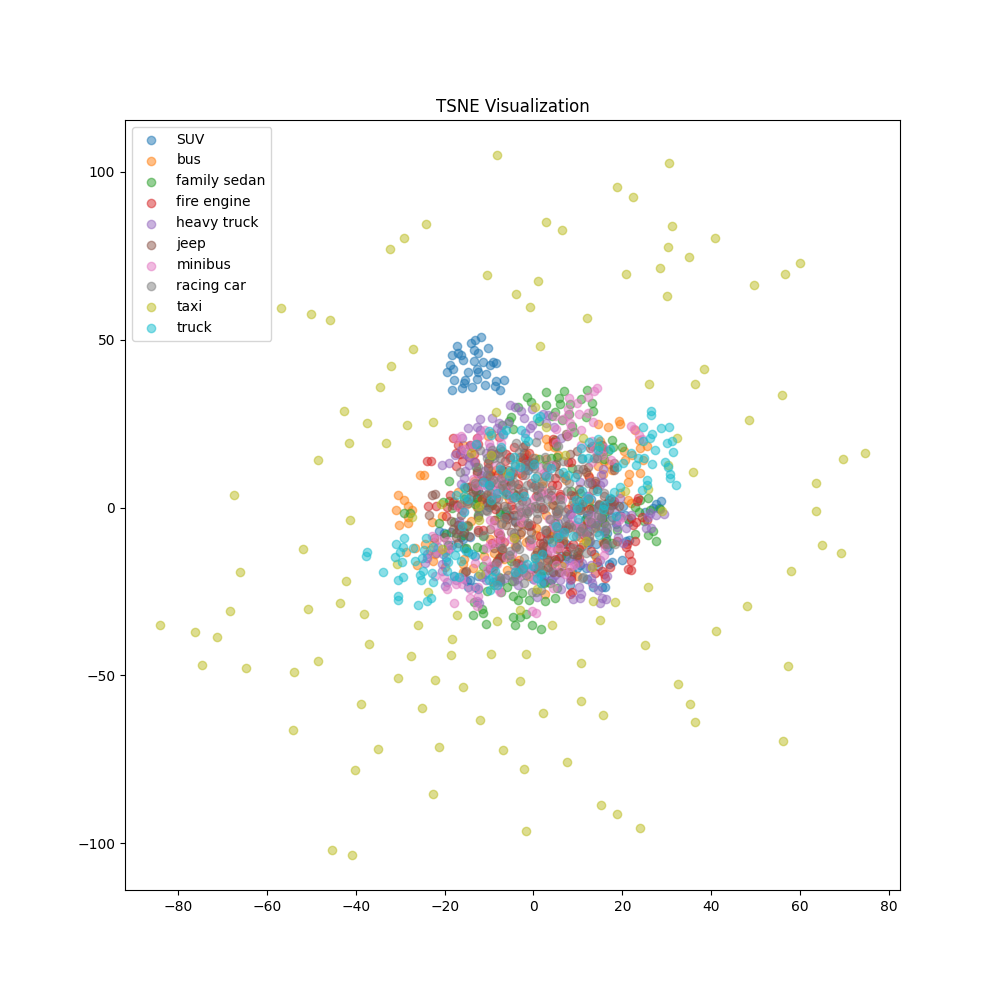 TSNE Visualization
SUV
bus
family sedan
fire engine
heavy truck
jeep
minibus
racing car
taxi
truck
100
50
0
−50
−100
−80
−60
−40
−20
0
20
40
60
80